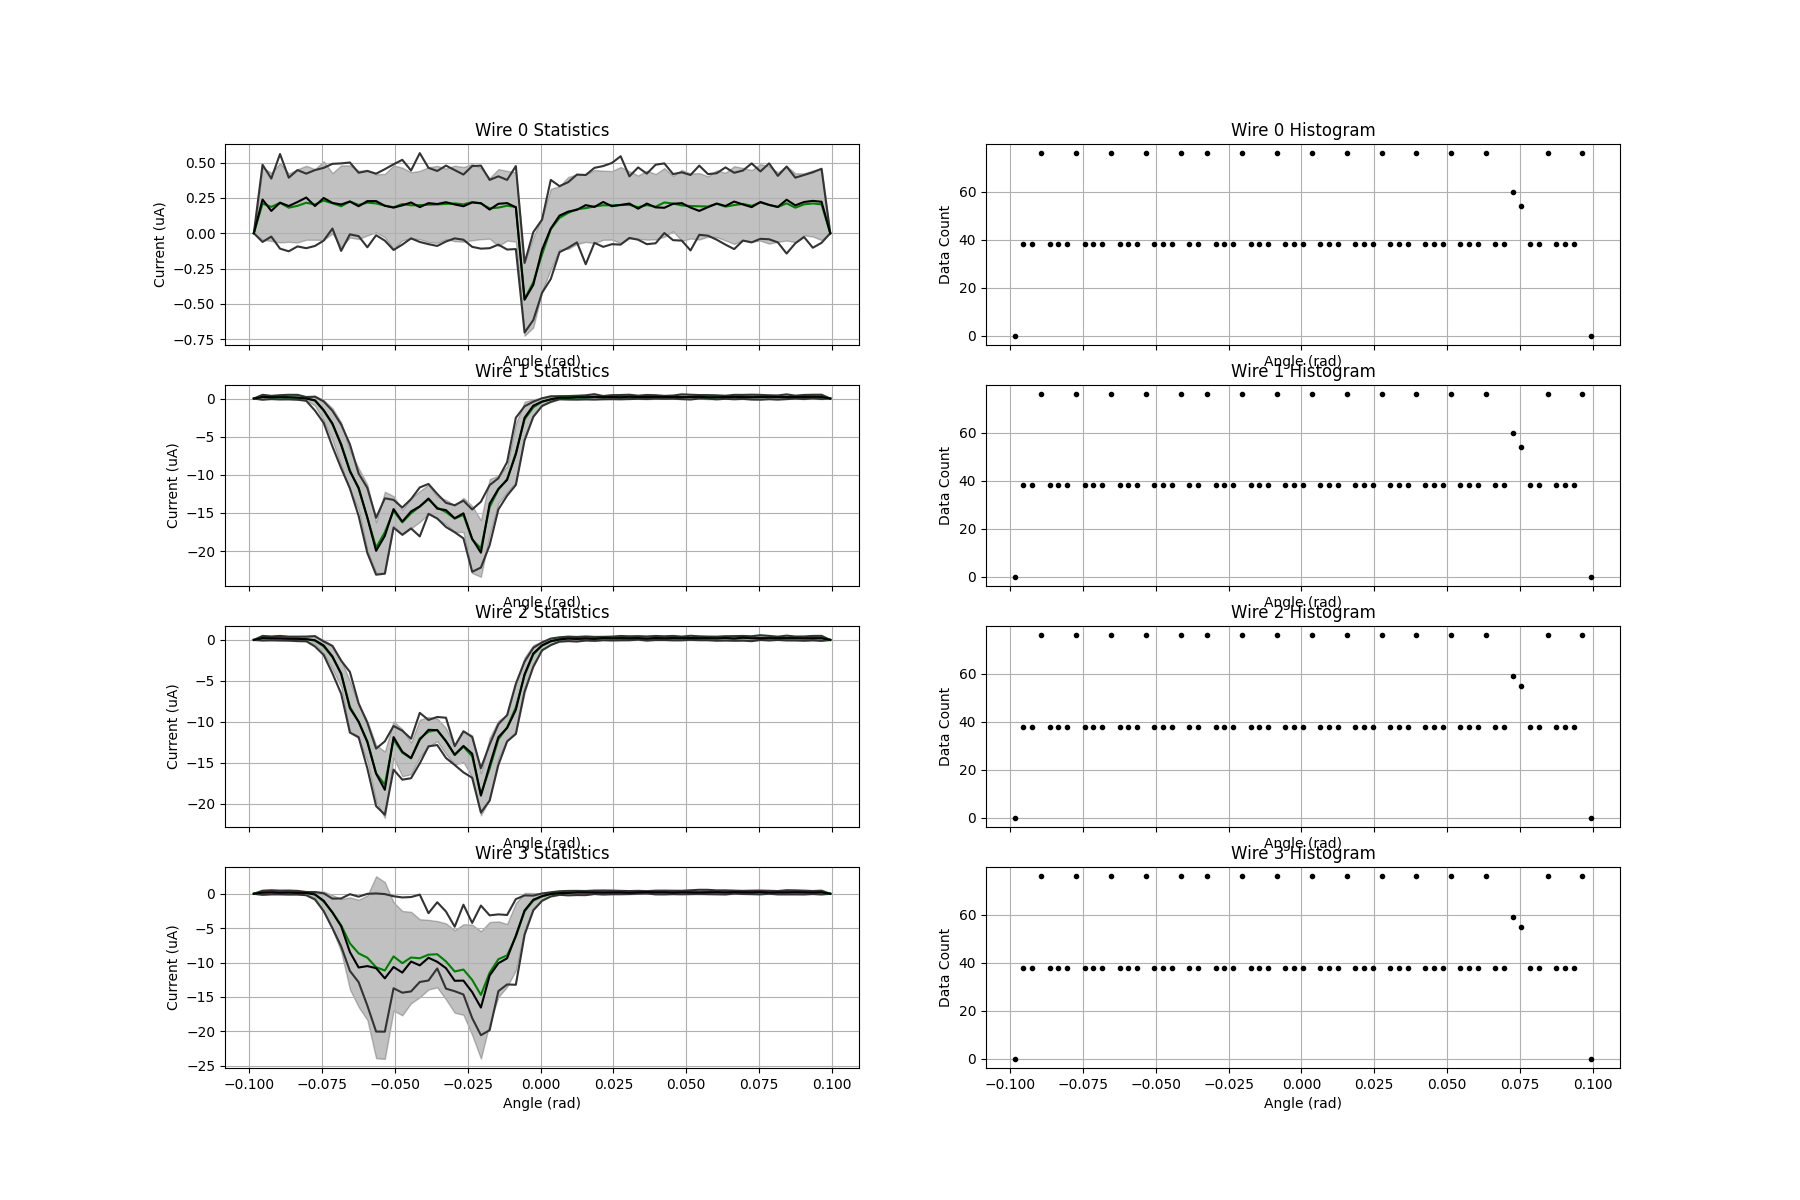 Wire 0 Statistics
Current (uA)
0.50
0.25
0.00
−0.25
−0.50
−0.75
Angle (rad)
Wire 0 Histogram
Data Count
60
40
20
0
Angle (rad)
Wire 1 Statistics
Current (uA)
0
−5
−10
−15
−20
Angle (rad)
Wire 1 Histogram
Data Count
60
40
20
0
Angle (rad)
Wire 2 Statistics
Current (uA)
0
−5
−10
−15
−20
Angle (rad)
Wire 2 Histogram
Data Count
60
40
20
0
Angle (rad)
Wire 3 Statistics
Current (uA)
0
−5
−10
−15
−20
−25
−0.100 −0.075 −0.050 −0.025 0.000 0.025 0.050 0.075 0.100
Angle (rad)
Wire 3 Histogram
Data Count
60
40
20
0
−0.100 −0.075 −0.050 −0.025 0.000 0.025 0.050 0.075 0.100
Angle (rad)